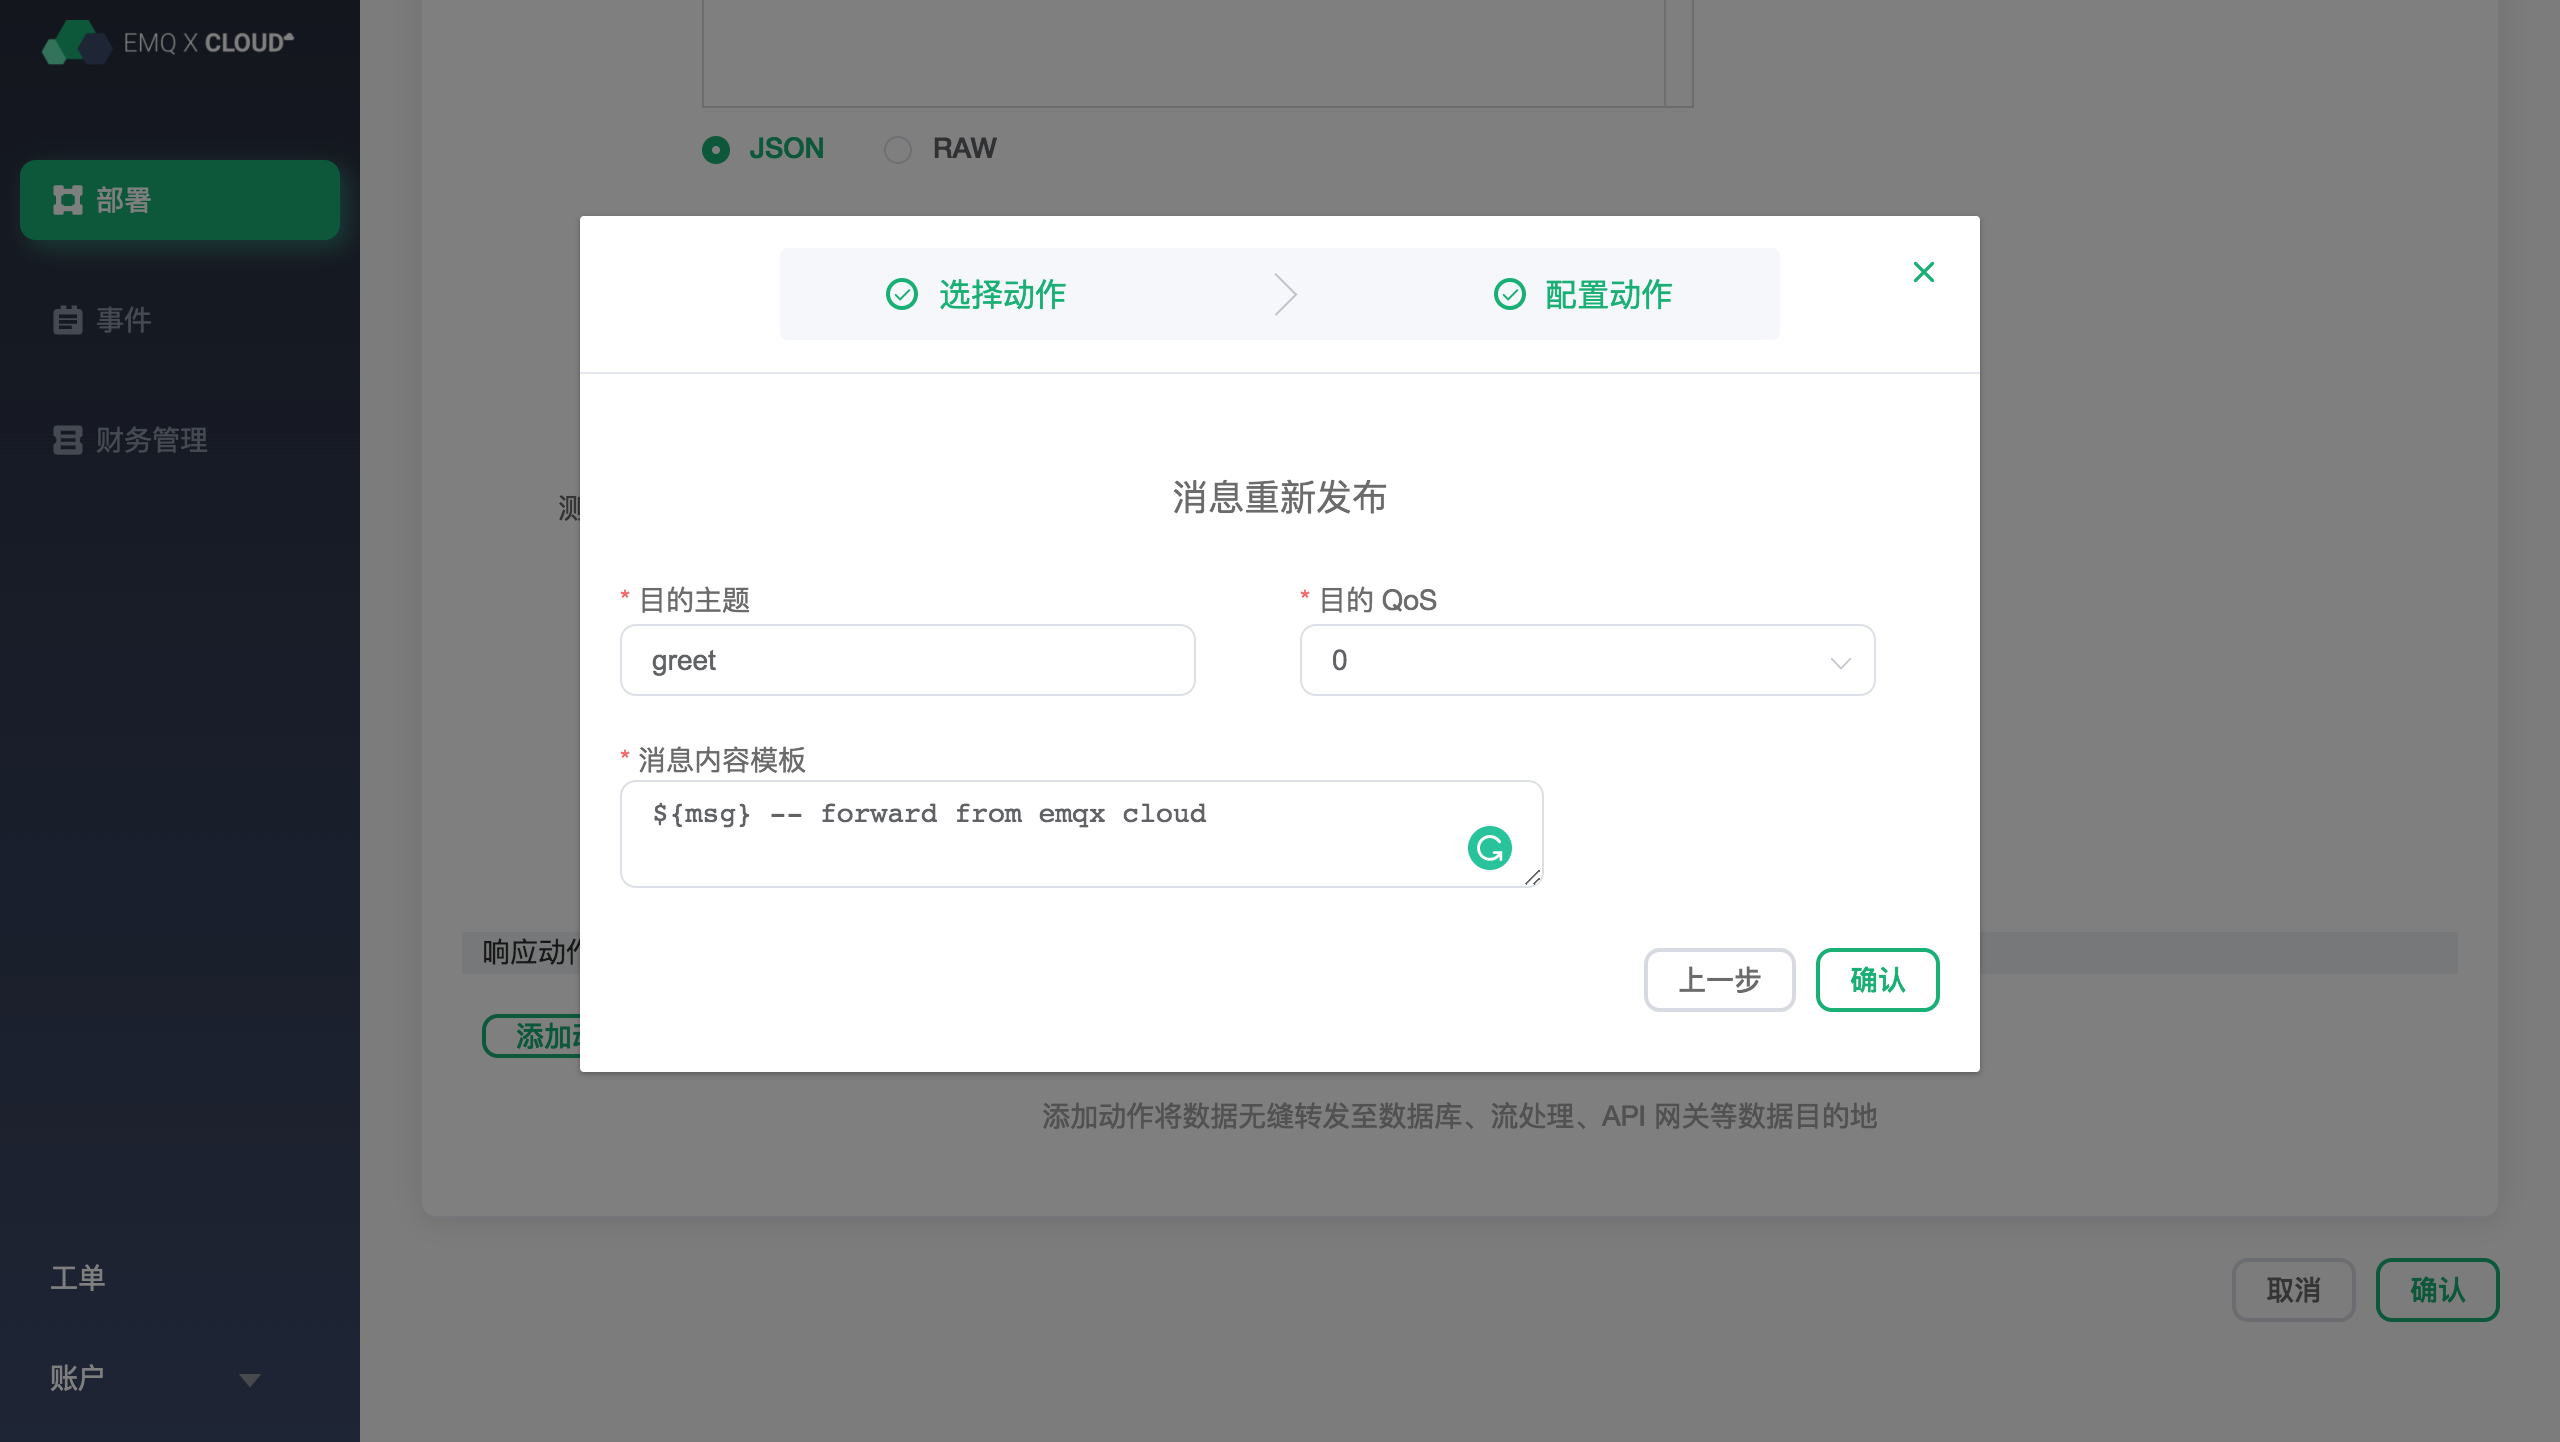 EMQ X CLOUD
部署
事件
财务管理
工单
账户
JSON
RAW
选择动作
配置动作
测
消息重新发布
* 目的主题
* 目的 QoS
greet
0
* 消息内容模板
${msg} -- forward from emqx cloud
上一步
确认
响应动
添加
添加动作将数据无缝转发至数据库、流处理、API 网关等数据目的地
取消
确认